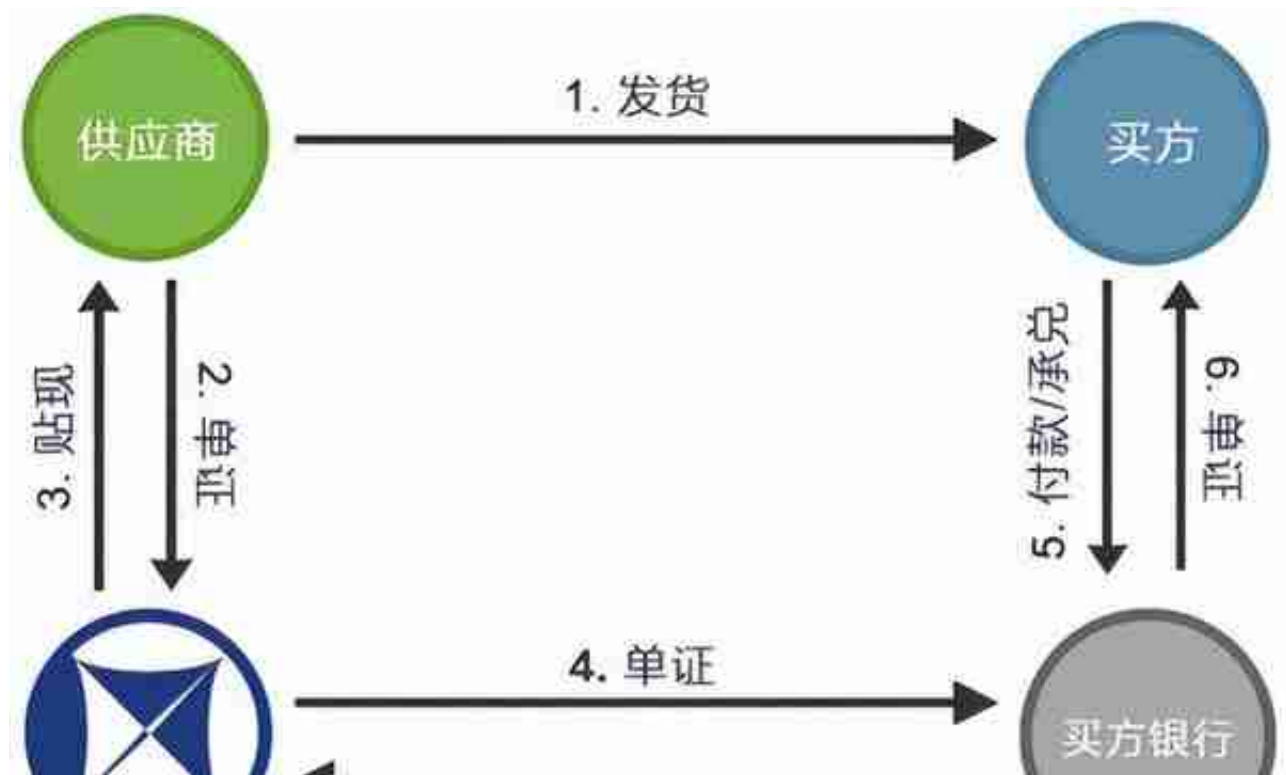 供应商
1. 发货
买方
3. 贴现
2. 单证
5. 付款/承兑
6. 单证
4. 单证
买方银行